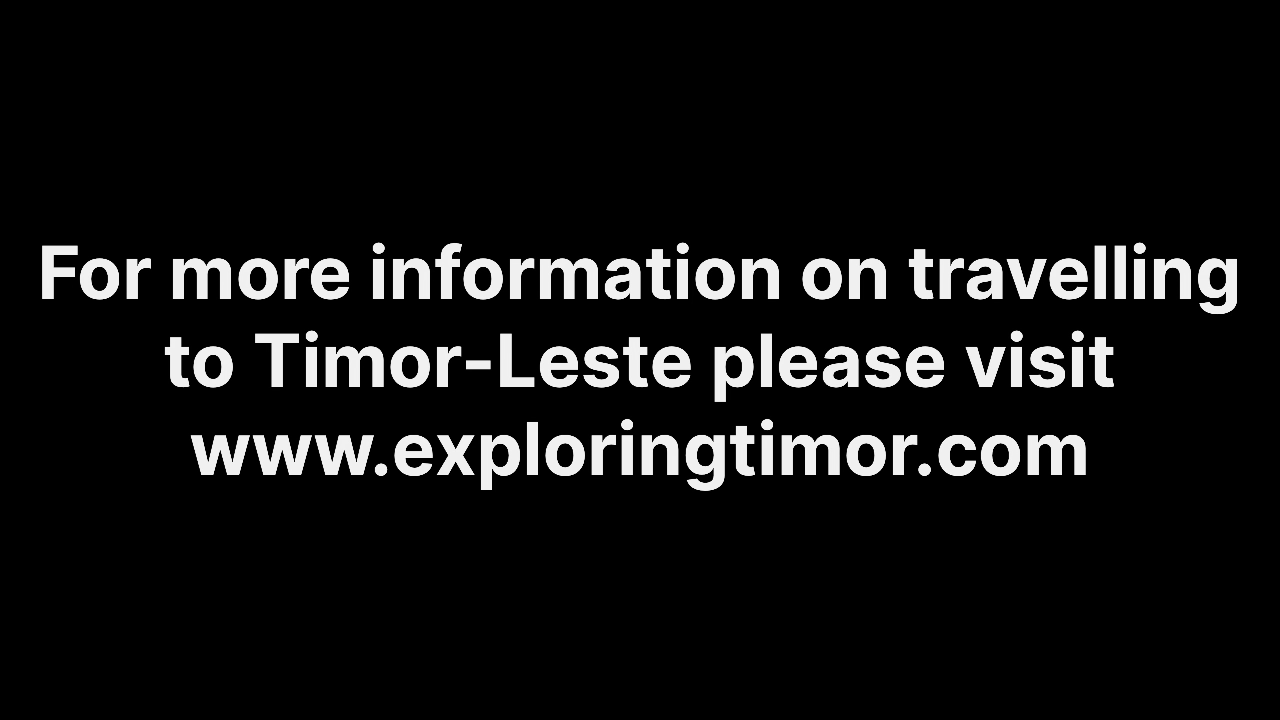 For more information on travelling
to Timor-Leste please visit
www.exploringtimor.com